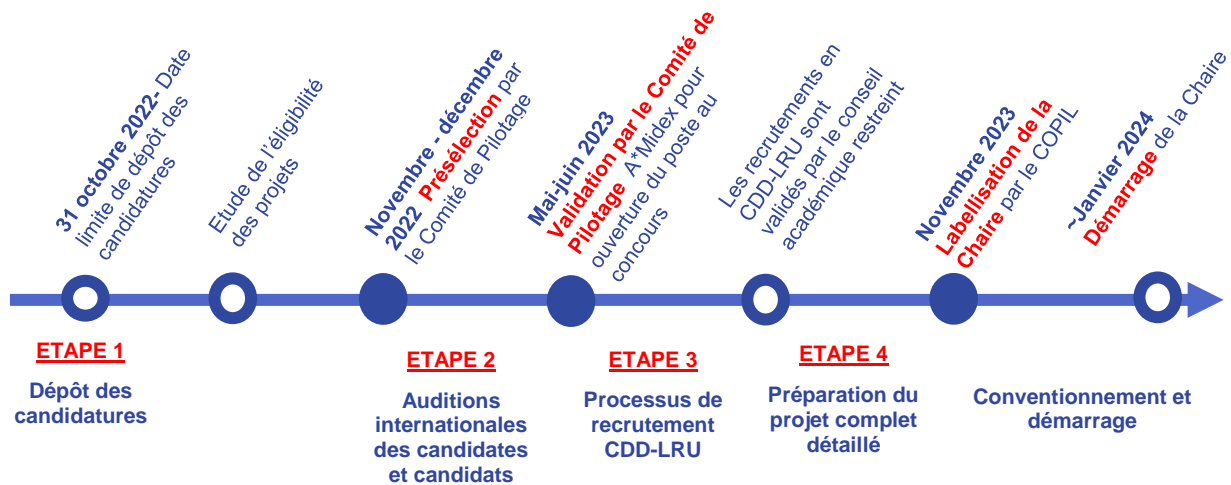 31 octobre 2022- Date
limite de dépôt des
candidatures
Etude de l'éligibilité
des projets
Novembre - décembre
2022 Présélection par
le Comité de Pilotage
Mai-juin 2023
Validation par le Comité de
Pilotage A*Midex pour
ouverture du poste au
concours
Les recrutements en
CDD-LRU sont
validés par le conseil
académique restreint
Novembre 2023
Labellisation de la
Chaire par le COPIL
~Janvier 2024
Démarrage de la Chaire
ETAPE 1
Dépôt des
candidatures
ETAPE 2
Auditions
internationales
des candidates
et candidats
ETAPE 3
Processus de
recrutement
CDD-LRU
ETAPE 4
Préparation du
projet complet
détaillé
Conventionnement et
démarrage